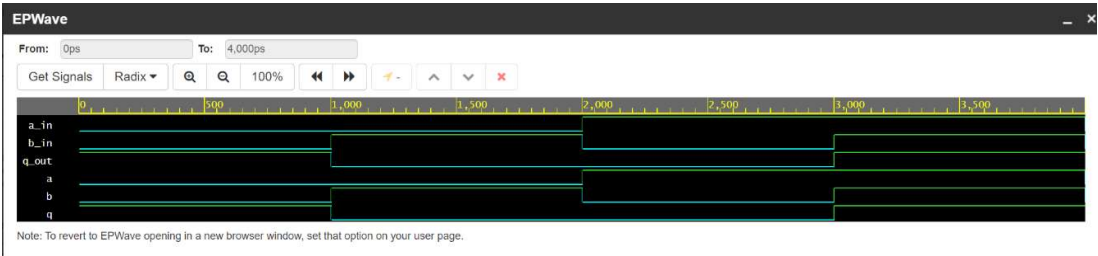 EPWave
From: 0ps To: 4,000ps
Get Signals Radix 100% -
0 500 1,000 1,500 2,000 2,500 3,000 3,500
a_in
b_in
q_out
a
b
q
Note: To revert to EPWave opening in a new browser window, set that option on your user page.